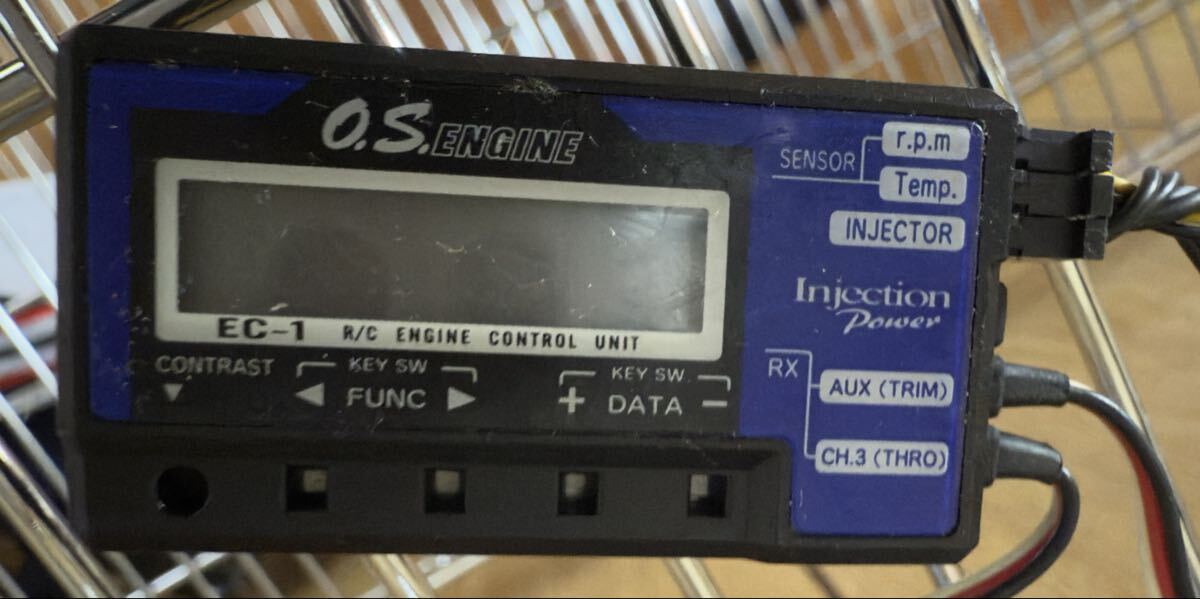 O.S.ENGINE
EC-1 R/C ENGINE CONTROL UNIT
CONTRAST
▼
KEY SW
◀ FUNC ▶
KEY SW
+ DATA −
SENSOR
r.p.m
Temp.
INJECTOR
Injection
Power
RX
AUX (TRIM)
CH.3 (THRO)